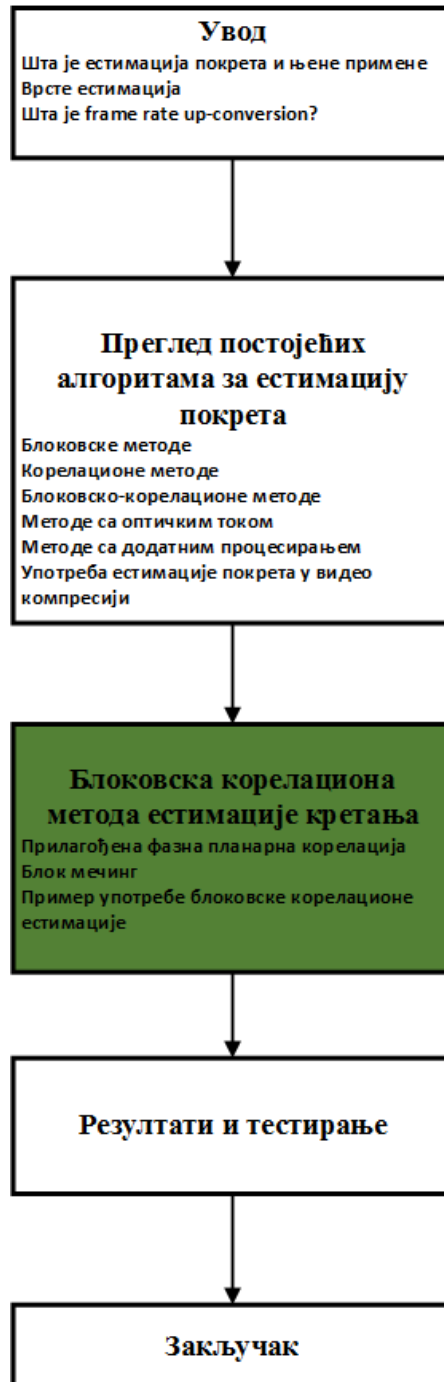 Увод
Шта је естимација покрета и њене примене
Врсте естимација
Шта је frame rate up-conversion?
Преглед постојећих
алгоритама за естимацију
покрета
Блоковске методе
Корелационе методе
Блоковско-корелационе методе
Методе са оптичким током
Методе са додатним процесирањем
Употреба естимације покрета у видео
компресији
Блоковска корелациона
метода естимације кретања
Прилагођена фазна планарна корелација
Блок мечинг
Пример употребе блоковске корелационе
естимације
Резултати и тестирање
Закључак